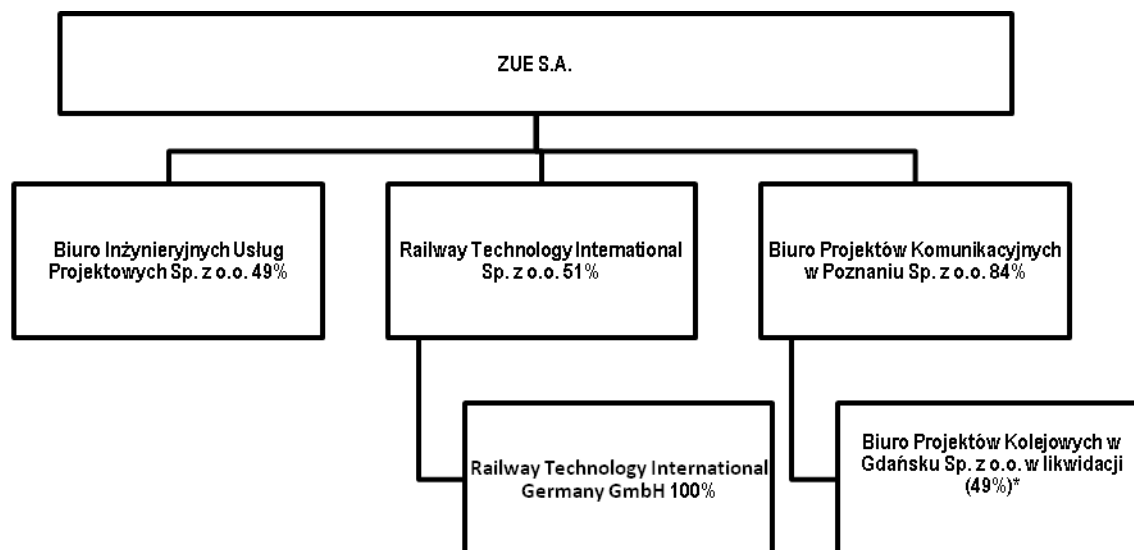 ZUE S.A.
Biuro Inżynieryjnych Usług
Projektowych Sp. z o.o. 49%
Railway Technology International
Sp. z o.o. 51%
Biuro Projektów Komunikacyjnych
w Poznaniu Sp. z o.o. 84%
Railway Technology International
Germany GmbH 100%
Biuro Projektów Kolejowych w
Gdańsku Sp. z o.o. w likwidacji
(49%)*